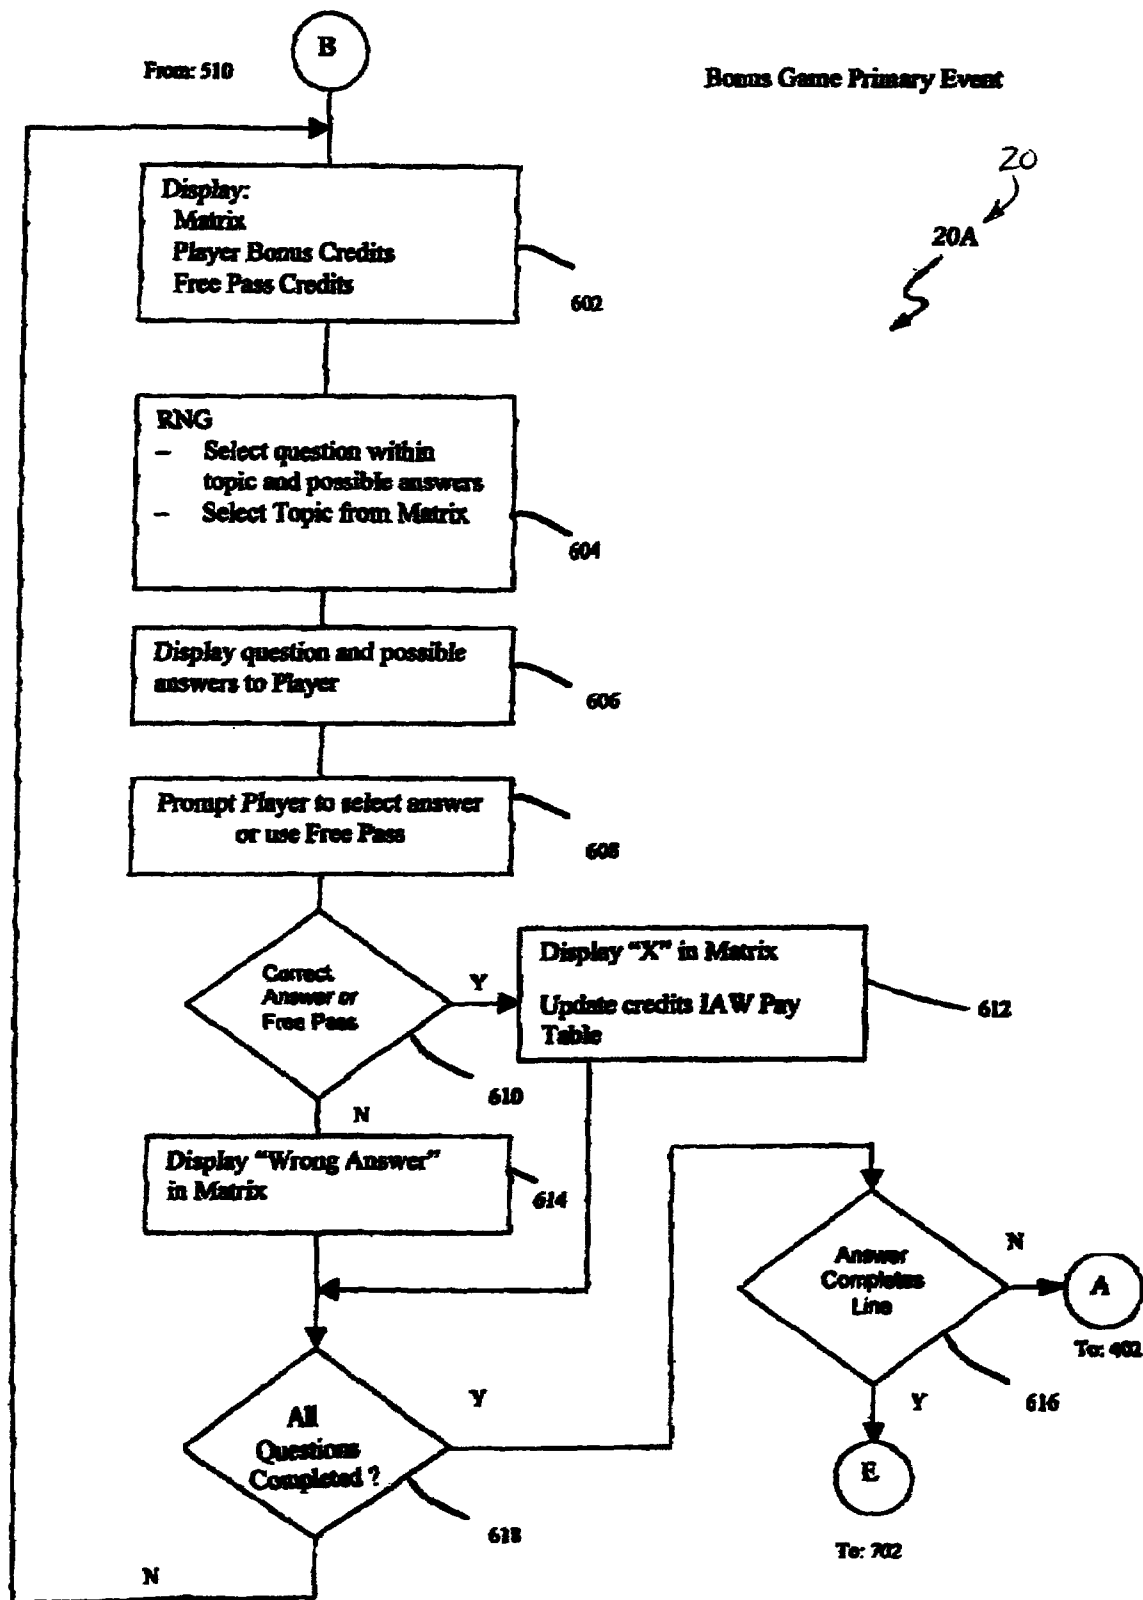 B
From: 510
Bonus Game Primary Event
20
20A
Display:
Matrix
Player Bonus Credits
Free Pass Credits
602
RNG
– Select question within
topic and possible answers
– Select Topic from Matrix
604
Display question and possible
answers to Player
606
Prompt Player to select answer
or use Free Pass
608
Correct
Answer or
Free Pass
Y
610
N
Display “X” in Matrix
Update credits IAW Pay
Table
612
Display “Wrong Answer”
in Matrix
614
Answer
Completes
Line
N
A
To: 402
616
Y
E
To: 702
All
Questions
Completed ?
Y
618
N